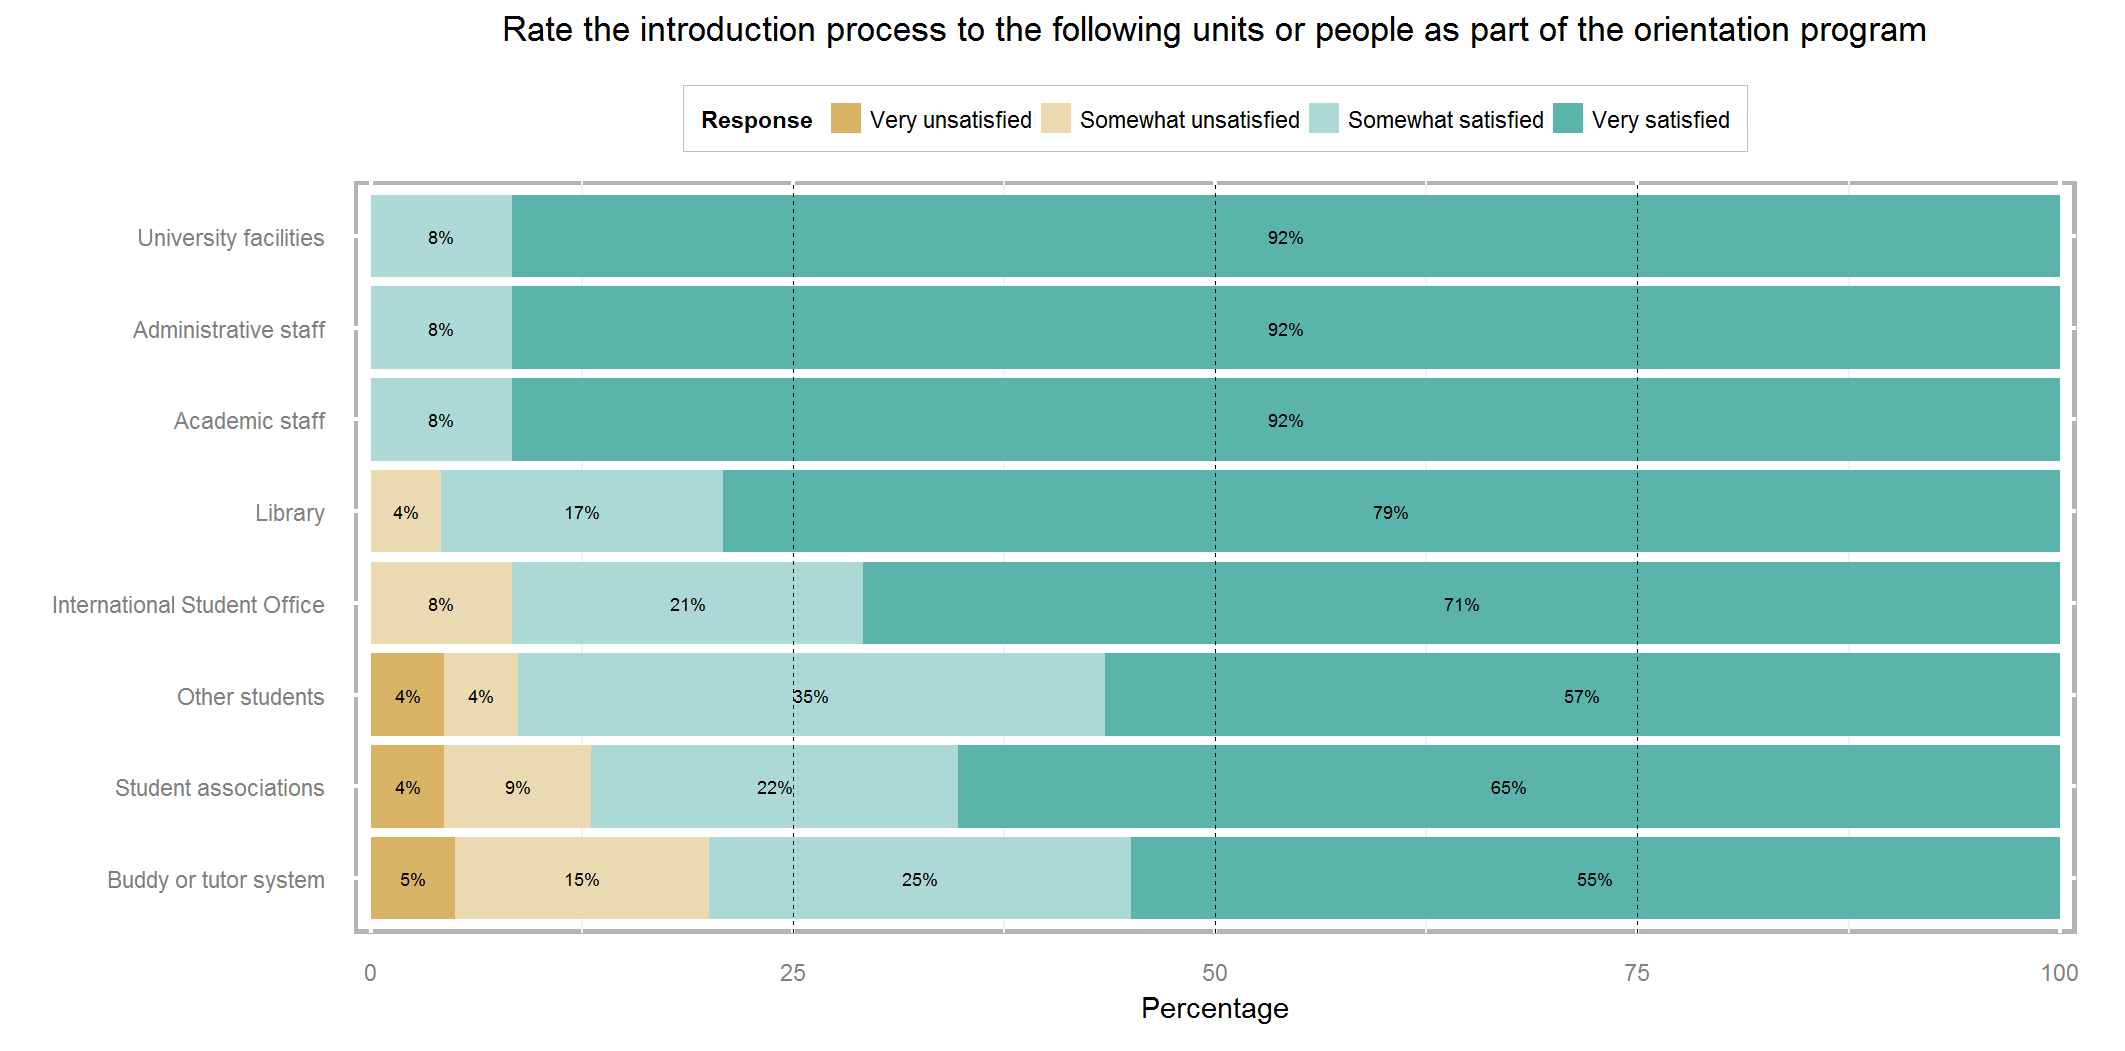 Rate the introduction process to the following units or people as part of the orientation program
Response Very unsatisfied Somewhat unsatisfied Somewhat satisfied Very satisfied
University facilities 8% 92%
Administrative staff 8% 92%
Academic staff 8% 92%
Library 4% 17% 79%
International Student Office 8% 21% 71%
Other students 4% 4% 35% 57%
Student associations 4% 9% 22% 65%
Buddy or tutor system 5% 15% 25% 55%
0 25 50 75 100
Percentage